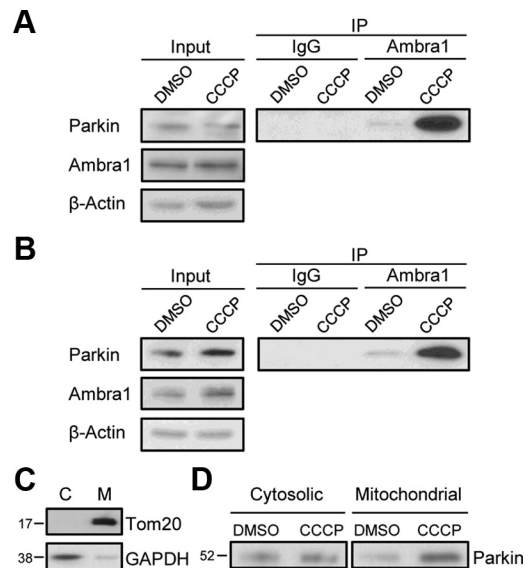 A
IP
Input IgG Ambra1
DMSO CCCP DMSO CCCP DMSO CCCP
Parkin
Ambra1
β-Actin
B
IP
Input IgG Ambra1
DMSO CCCP DMSO CCCP DMSO CCCP
Parkin
Ambra1
β-Actin
C
C M
17 Tom20
38 GAPDH
D
Cytosolic Mitochondrial
DMSO CCCP DMSO CCCP
52 Parkin